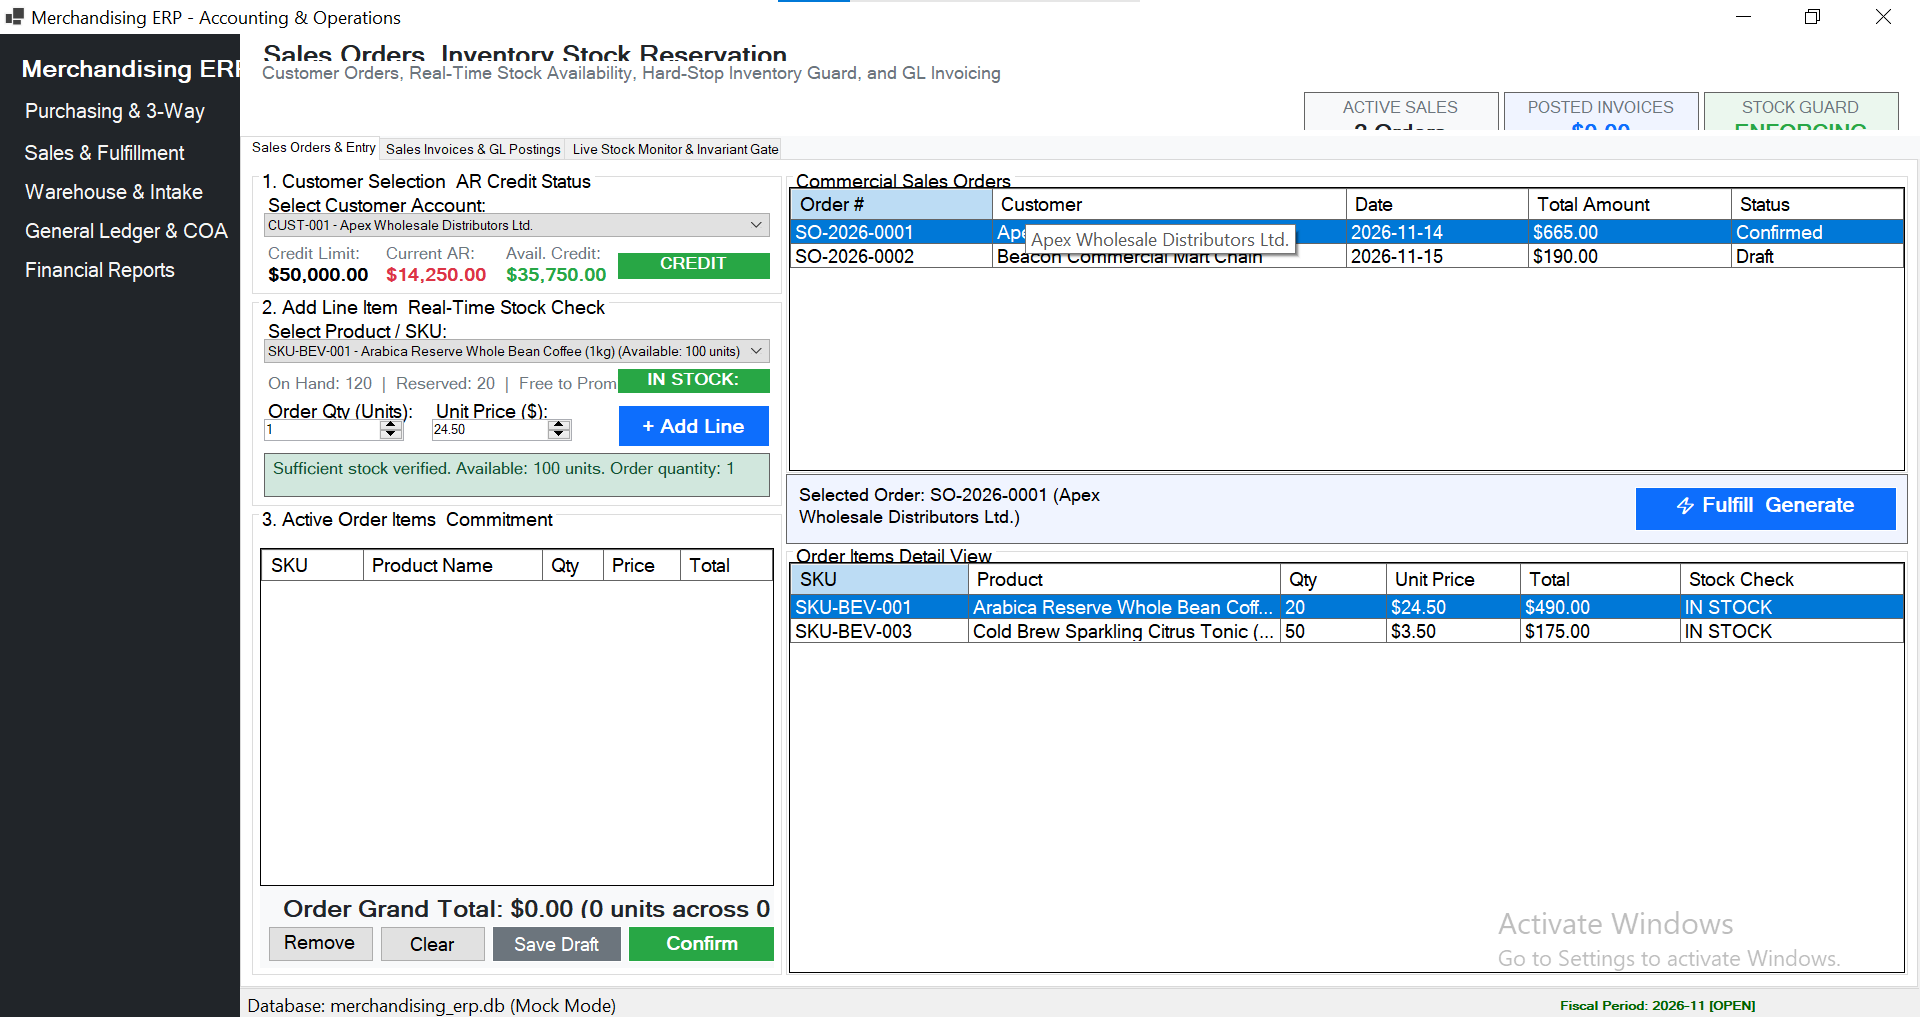 Merchandising ERP - Accounting & Operations
Merchandising ERP
Purchasing & 3-Way
Sales & Fulfillment
Warehouse & Intake
General Ledger & COA
Financial Reports
Sales Orders  Inventory Stock Reservation
Customer Orders, Real-Time Stock Availability, Hard-Stop Inventory Guard, and GL Invoicing
ACTIVE SALES
2 Orders
POSTED INVOICES
$0.00
STOCK GUARD
ENFORCING
Sales Orders & Entry
Sales Invoices & GL Postings
Live Stock Monitor & Invariant Gate
1. Customer Selection  AR Credit Status
Select Customer Account:
CUST-001 - Apex Wholesale Distributors Ltd.
Credit Limit: Current AR: Avail. Credit:
$50,000.00 $14,250.00 $35,750.00
CREDIT
2. Add Line Item  Real-Time Stock Check
Select Product / SKU:
SKU-BEV-001 - Arabica Reserve Whole Bean Coffee (1kg) (Available: 100 units)
On Hand: 120 | Reserved: 20 | Free to Prom
IN STOCK:
Order Qty (Units): Unit Price ($):
1 24.50
+ Add Line
Sufficient stock verified. Available: 100 units. Order quantity: 1
3. Active Order Items  Commitment
SKU Product Name Qty Price Total
Order Grand Total: $0.00 (0 units across 0
Remove Clear Save Draft Confirm
Commercial Sales Orders
Order # Customer Date Total Amount Status
SO-2026-0001 Ape 2026-11-14 $665.00 Confirmed
Apex Wholesale Distributors Ltd.
SO-2026-0002 Beacon Commercial Mart Chain 2026-11-15 $190.00 Draft
Selected Order: SO-2026-0001 (Apex
Wholesale Distributors Ltd.)
Fulfill  Generate
Order Items Detail View
SKU Product Qty Unit Price Total Stock Check
SKU-BEV-001 Arabica Reserve Whole Bean Coff... 20 $24.50 $490.00 IN STOCK
SKU-BEV-003 Cold Brew Sparkling Citrus Tonic (... 50 $3.50 $175.00 IN STOCK
Activate Windows
Go to Settings to activate Windows.
Database: merchandising_erp.db (Mock Mode)
Fiscal Period: 2026-11 [OPEN]